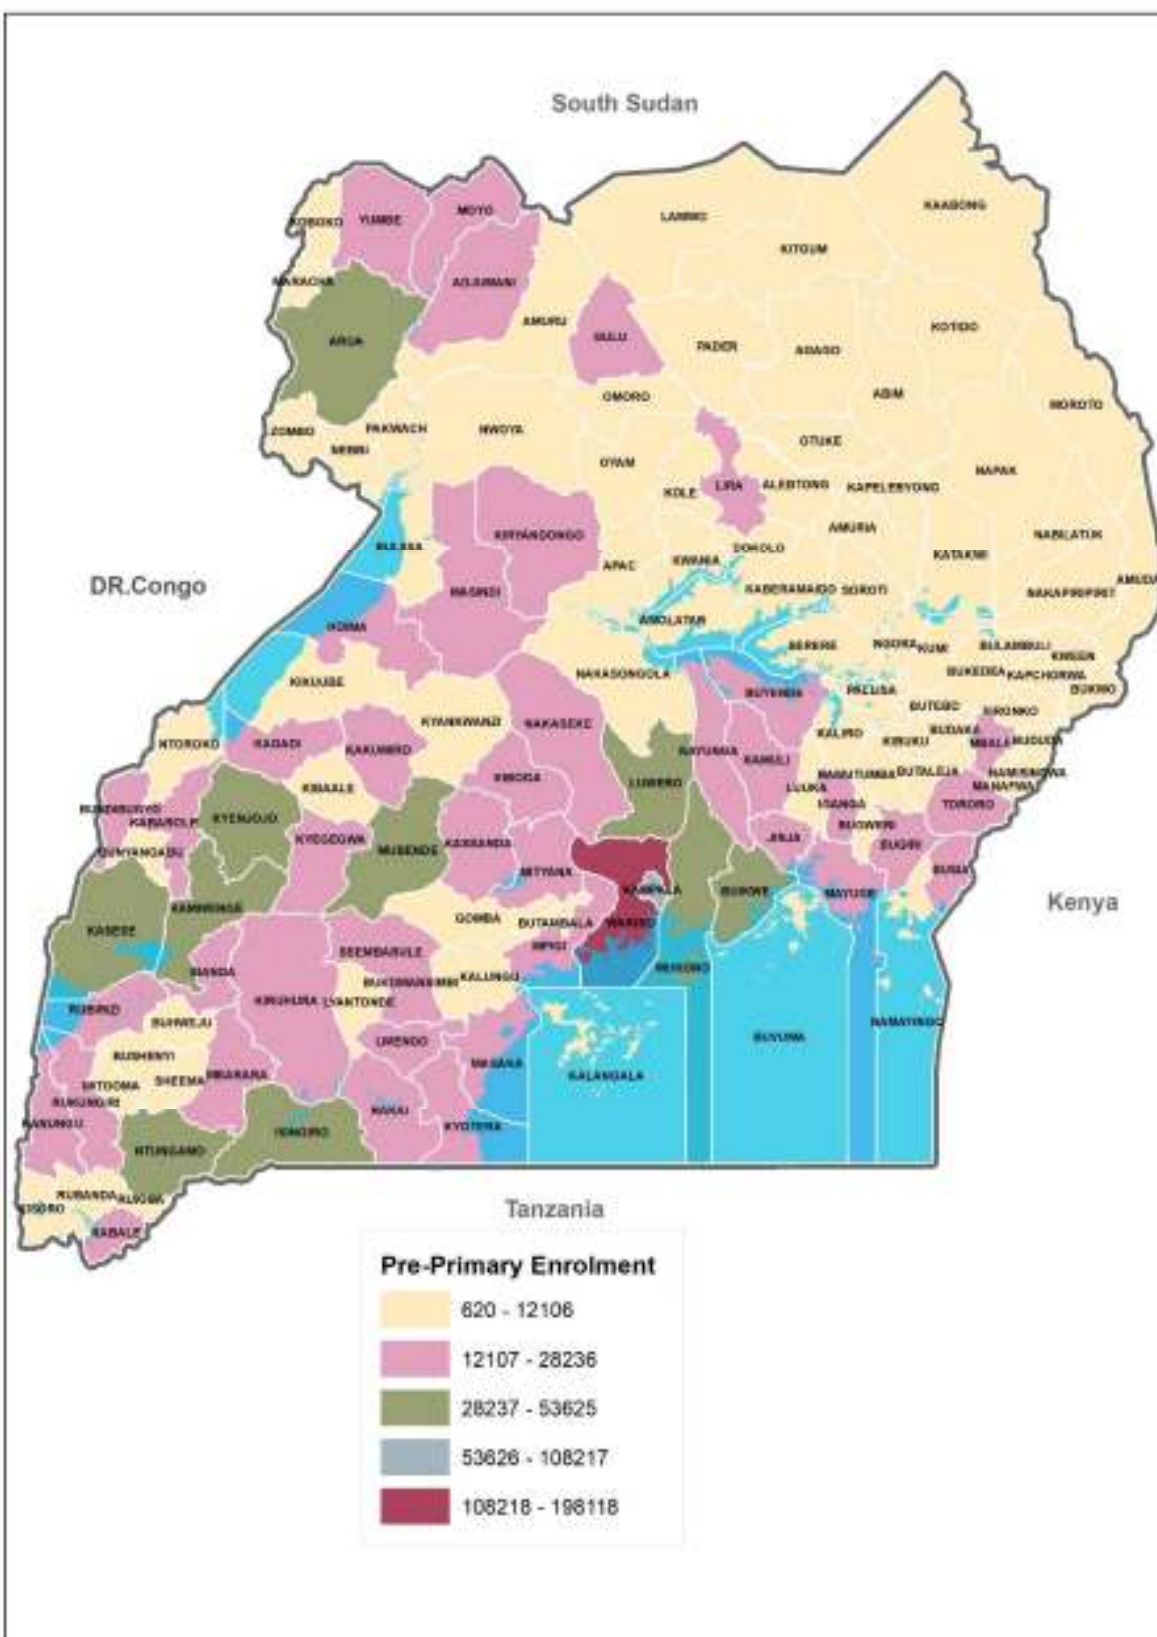 South Sudan
KAABONG
MOYO
LAMWO
YUMBE
KOBOKO
KITGUM
MARACHA
ADJUMANI
AMURU
KOTIDO
GULU
ARUA
PADER
AGAGO
ABIM
OMORO
MOROTO
PAKWACH
NWOYA
ZOMBO
OTUKE
NEBBI
OYAM
NAPAK
LIRA
ALEBTONG
KAPELEBYONG
KOLE
AMURIA
KIRYANDONGO
NABILATUK
BULIISA
DOKOLO
KATAKWI
KWANIA
APAC
DR.Congo
AMUDA
KABERAMAIDO
SOROTI
MASINDI
NAKAPIRIPIRIT
AMOLATAR
HOIMA
SERERE
NGORA
KUMI
BULAMBULI
KWEEN
NAKASONGOLA
BUKEDEA
KAPCHORWA
KIKUUBE
BUYENDE
PALLISA
BUKWO
BUTEBO
SIRONKO
KYANKWANZI
NAKASEKE
KALIRO
BUDAKA
NTOROKO
KAGADI
KAKUMIRO
KIBUKU
MBALE
BUDUDA
KAYUNGA
KAMULI
NAMUTUMBA
BUTALEJA
NAMISINDWA
KIBOGA
LUWERO
MANAFWA
KIBAALE
LUUKA
IGANGA
TORORO
BUNDIBUGYO
KABAROLE
KYENJOJO
BUGWERI
KYEGEGWA
JINJA
BUGIRI
BUNYANGABU
MUBENDE
KASSANDA
MITYANA
BUSIA
KAMPALA
BUIKWE
MAYUGE
Kenya
KAMWENGE
GOMBA
BUTAMBALA
WAKISO
KASESE
MPIGI
SEEMBABULE
MUKONO
KALUNGU
BUKOMANSIMBI
KIRUHURA
LYANTONDE
RUBIRIZI
BUHWEJU
NAMAYINGO
BUVUMA
LWENGO
BUSHENYI
MASAKA
KALANGALA
SHEEMA
MBARARA
MITOOMA
RUKUNGIRI
RAKAI
KANUNGU
KYOTERA
ISINGIRO
NTUNGAMO
RUBANDA
RUKIGA
KISORO
KABALE
Tanzania
Pre-Primary Enrolment
620 - 12106
12107 - 28236
28237 - 53625
53626 - 108217
108218 - 198118